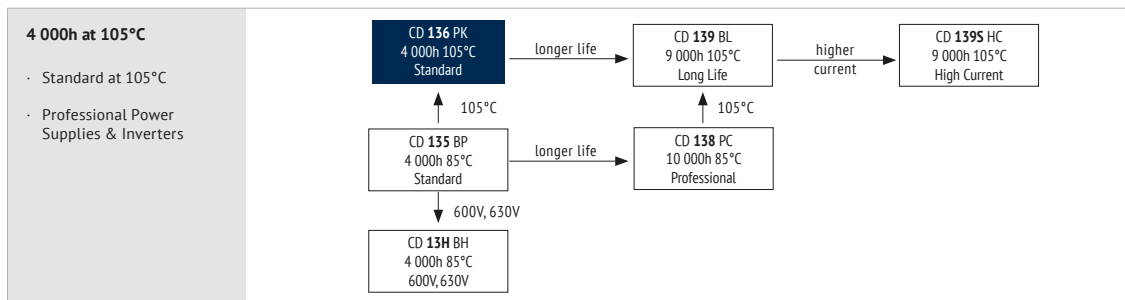 4 000h at 105°C
· Standard at 105°C
· Professional Power
Supplies & Inverters
CD 136 PK
4 000h 105°C
Standard
longer life
CD 139 BL
9 000h 105°C
Long Life
higher
current
CD 139S HC
9 000h 105°C
High Current
105°C
105°C
CD 135 BP
4 000h 85°C
Standard
longer life
CD 138 PC
10 000h 85°C
Professional
600V, 630V
CD 13H BH
4 000h 85°C
600V, 630V